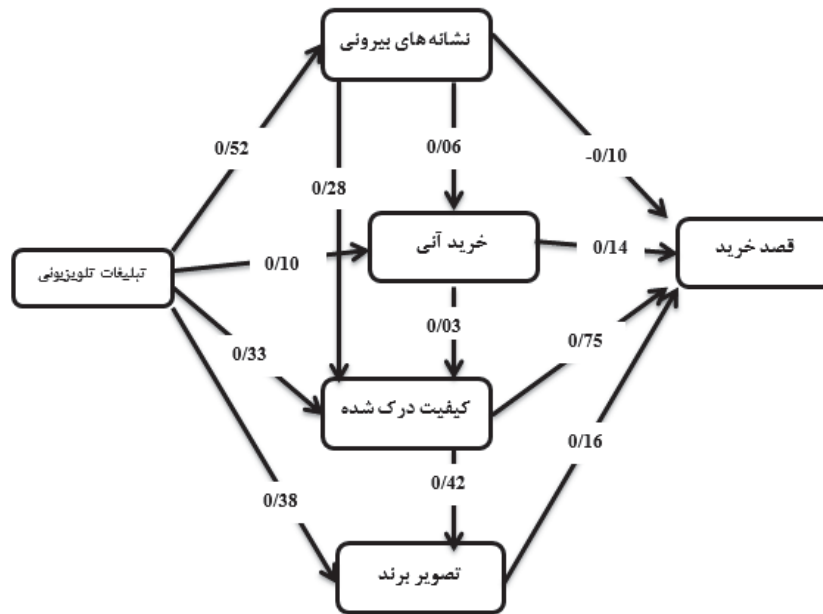 نشانه های بیرونی
0/52
0/06
-0/10
0/28
خرید آنی
قصد خرید
تبلیغات تلویزیونی
0/10
0/14
0/03
0/33
0/75
کیفیت درک شده
0/16
0/42
0/38
تصویر برند